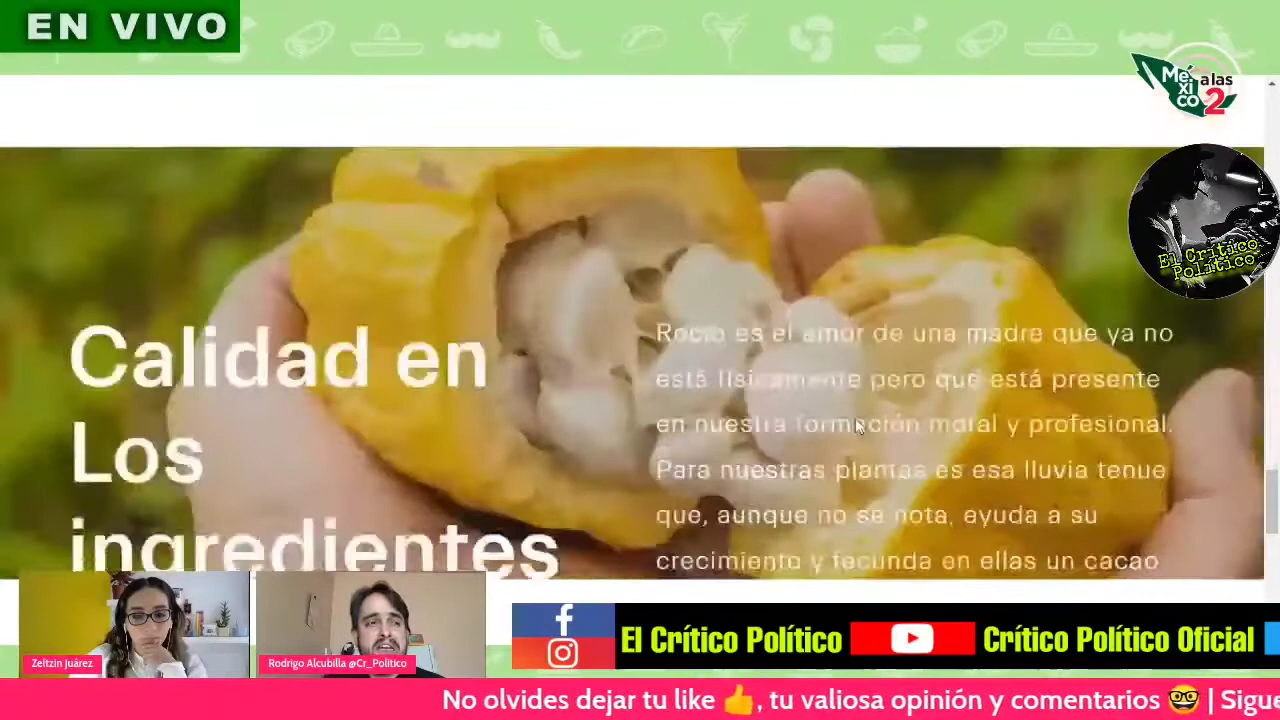 EN VIVO
México a las 2
El Crítico
Político
Calidad en
Los
ingredientes
Rocío es el amor de una madre que ya no
está físicamente pero que está presente
en nuestra formación moral y profesional.
Para nuestras plantas es esa lluvia tenue
que, aunque no se nota, ayuda a su
crecimiento y fecunda en ellas un cacao
Zeltzin Juárez
Rodrigo Alcubilla @Cr_Político
El Crítico Político
Crítico Político Oficial
No olvides dejar tu like 👍, tu valiosa opinión y comentarios 🤓 | Sigue